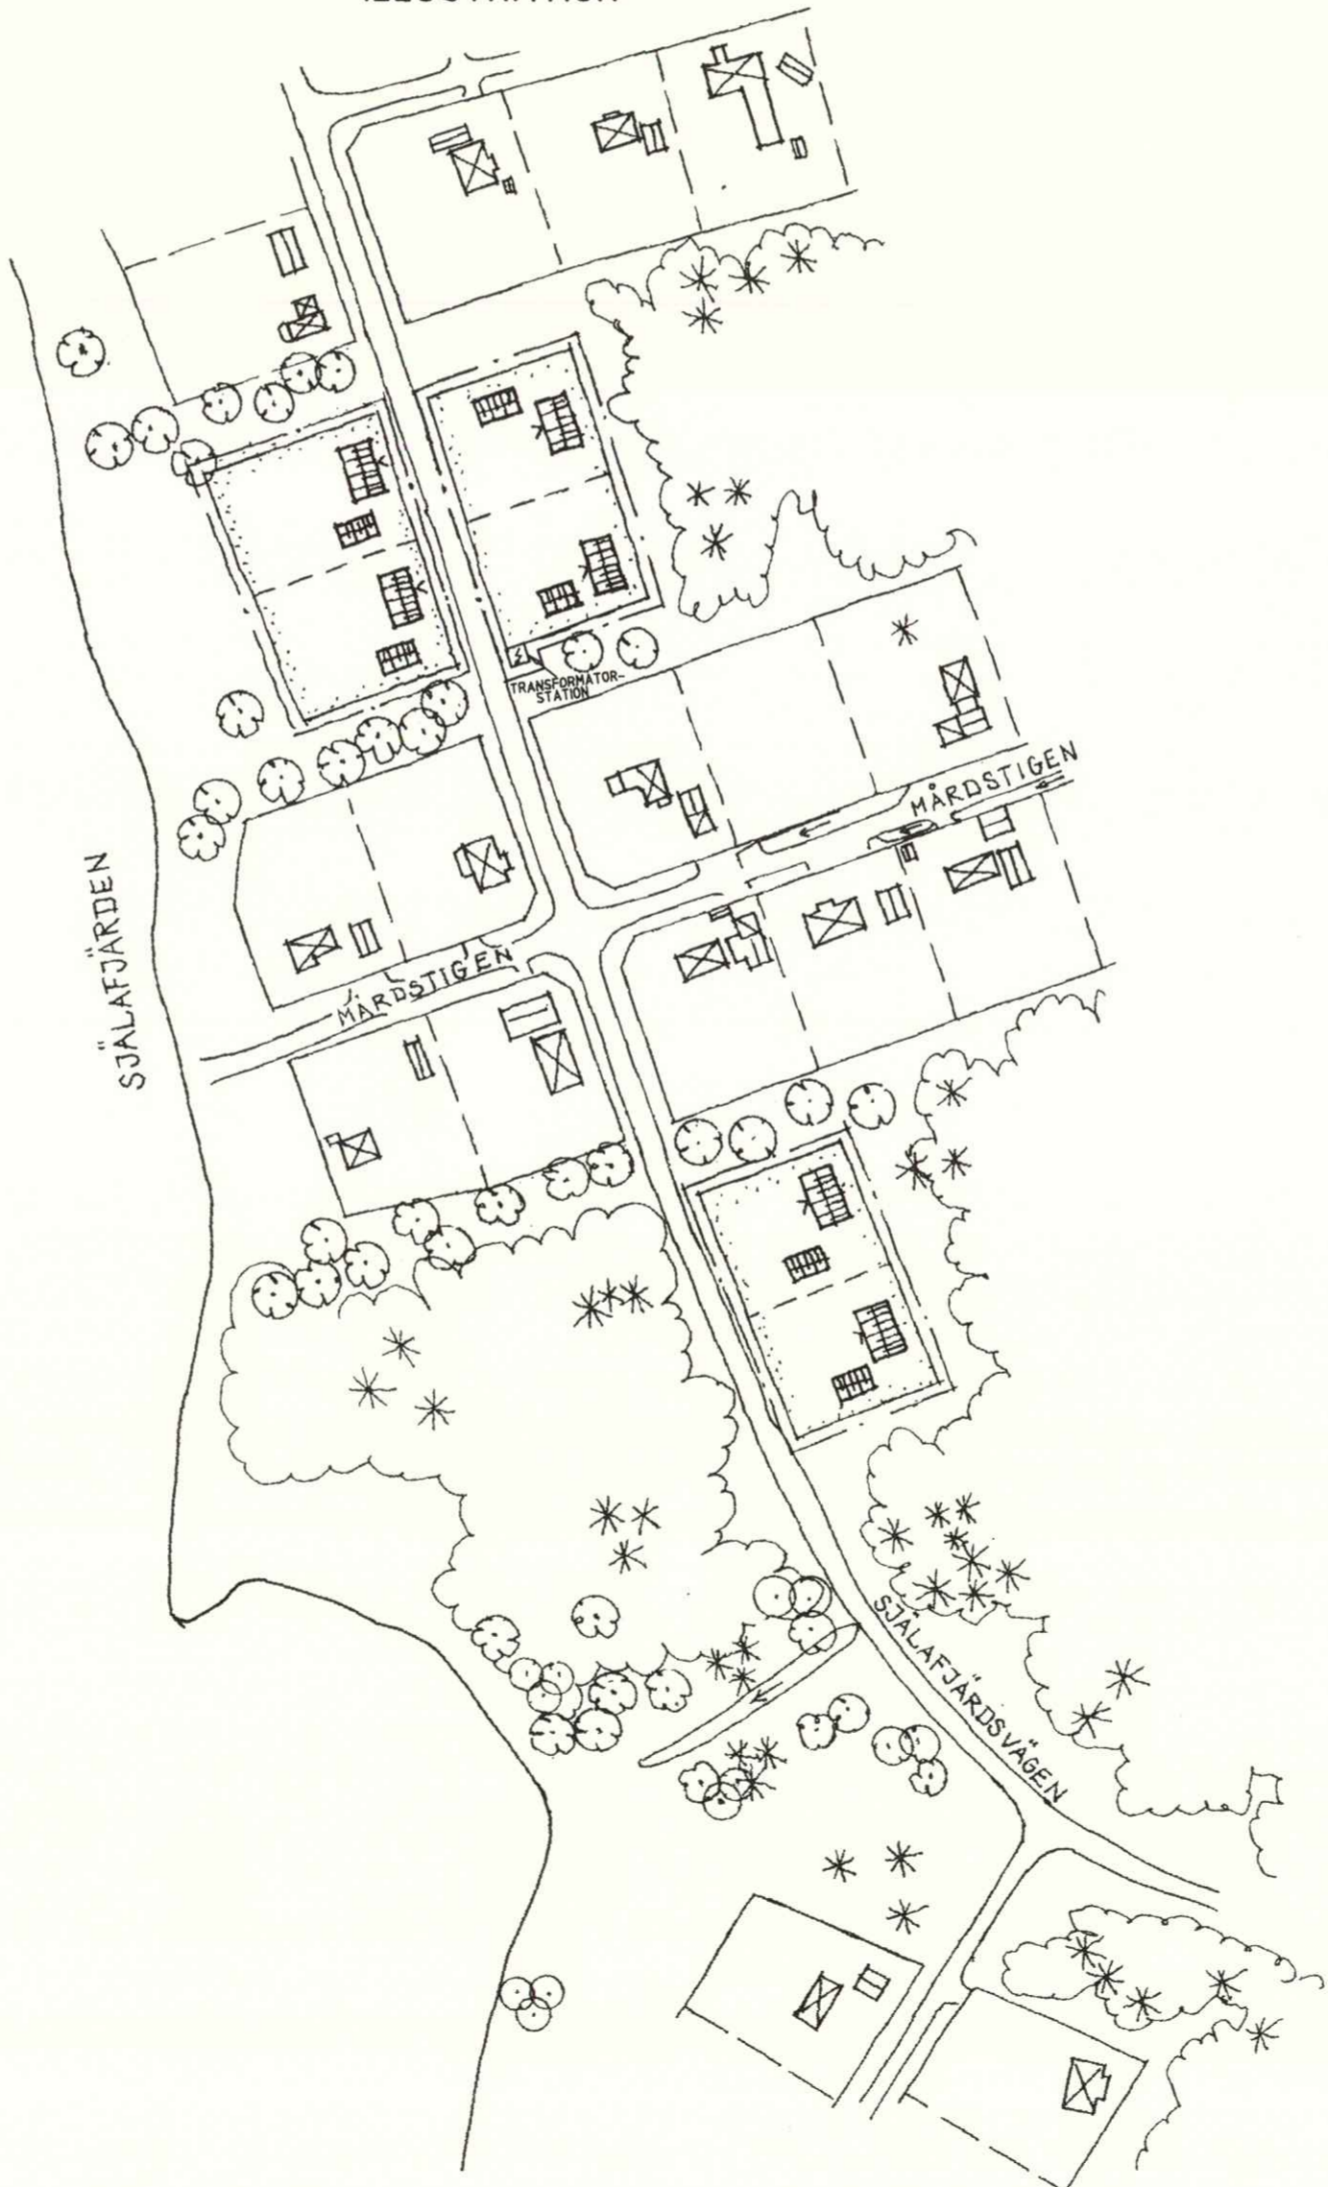 TRANSFORMATOR-
STATION
MÅRDSTIGEN
SJÄLAFJÄRDEN
MÅRDSTIGEN
SJÄLAFJÄRDSVÄGEN